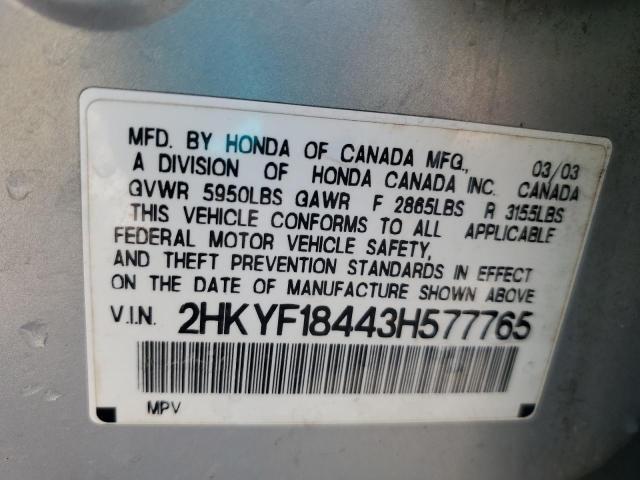 MFD. BY HONDA OF CANADA MFG., 03/03
A DIVISION OF HONDA CANADA INC. CANADA
GVWR 5950LBS GAWR F 2865LBS R 3155LBS
THIS VEHICLE CONFORMS TO ALL APPLICABLE
FEDERAL MOTOR VEHICLE SAFETY,
AND THEFT PREVENTION STANDARDS IN EFFECT
ON THE DATE OF MANUFACTURE SHOWN ABOVE
V.I.N. 2HKYF18443H577765
MPV